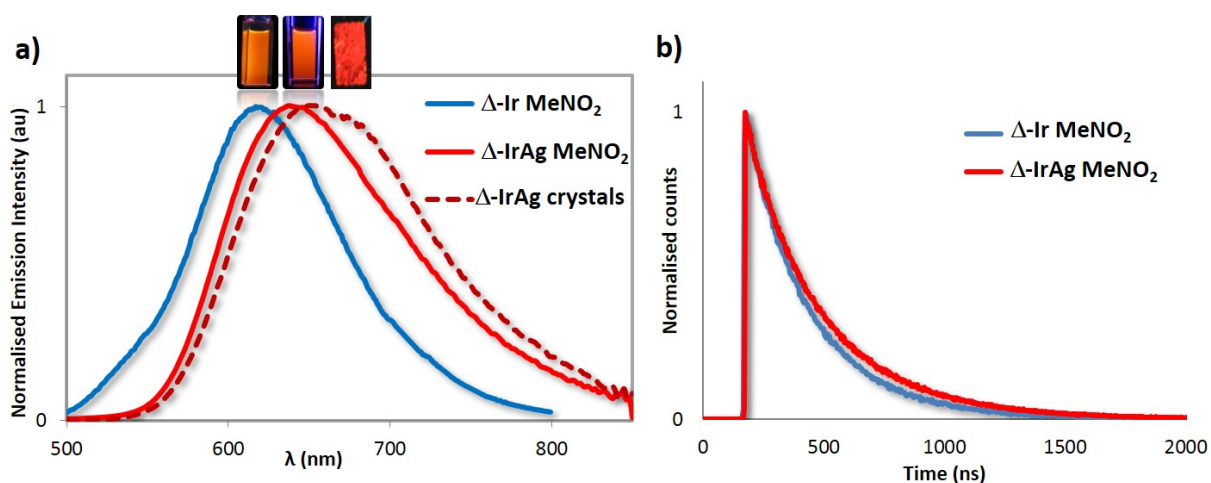 a)
Normalised Emission Intensity (au)
1
0
500
600
700
800
λ (nm)
Δ-Ir MeNO₂
Δ-IrAg MeNO₂
Δ-IrAg crystals
b)
Normalised counts
1
0
0
500
1000
1500
2000
Time (ns)
Δ-Ir MeNO₂
Δ-IrAg MeNO₂